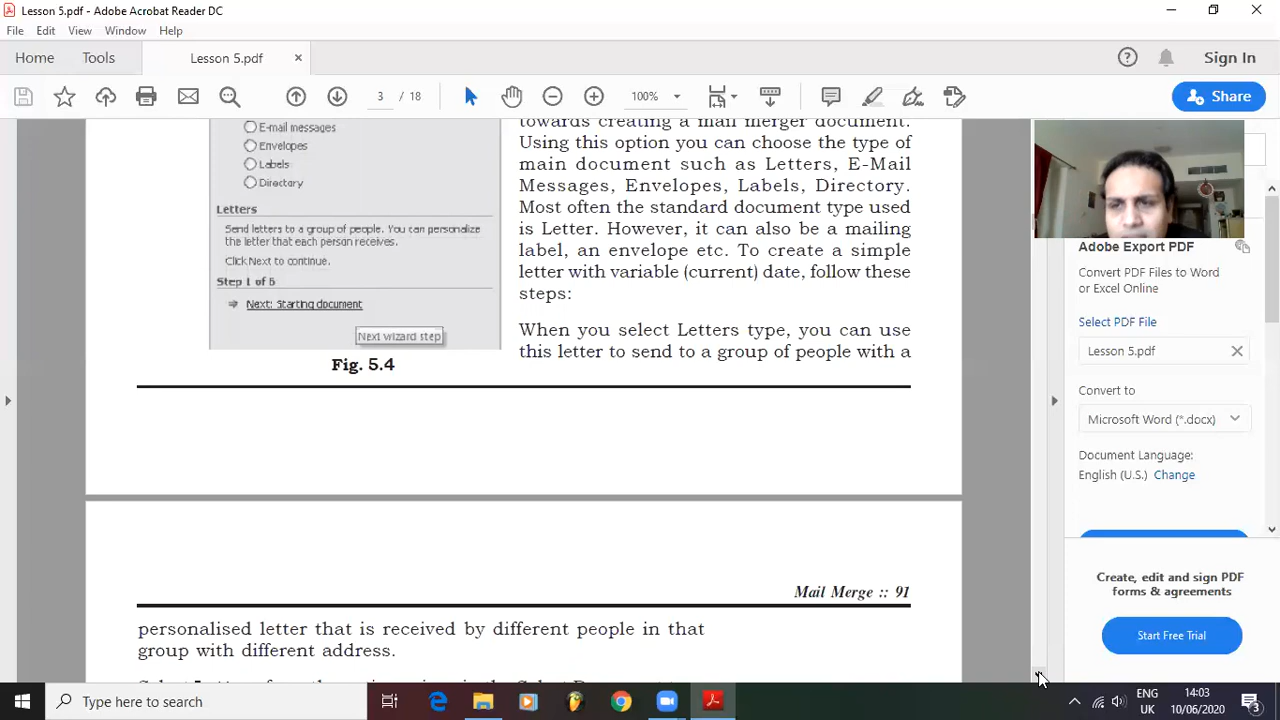 Lesson 5.pdf - Adobe Acrobat Reader DC
File Edit View Window Help
Home Tools Lesson 5.pdf × Sign In
3 / 18 100% Share
E-mail messages
Envelopes
Labels
Directory
Letters
Send letters to a group of people. You can personalize
the letter that each person receives.
Click Next to continue.
Step 1 of 6
Next: Starting document
Next wizard step
Fig. 5.4
towards creating a mail merger document.
Using this option you can choose the type of
main document such as Letters, E-Mail
Messages, Envelopes, Labels, Directory.
Most often the standard document type used
is Letter. However, it can also be a mailing
label, an envelope etc. To create a simple
letter with variable (current) date, follow these
steps:
When you select Letters type, you can use
this letter to send to a group of people with a
Mail Merge :: 91
personalised letter that is received by different people in that
group with different address.
Adobe Export PDF
Convert PDF Files to Word
or Excel Online
Select PDF File
Lesson 5.pdf
Convert to
Microsoft Word (*.docx)
Document Language:
English (U.S.) Change
Create, edit and sign PDF
forms & agreements
Start Free Trial
Type here to search
ENG
UK
14:03
10/06/2020
3